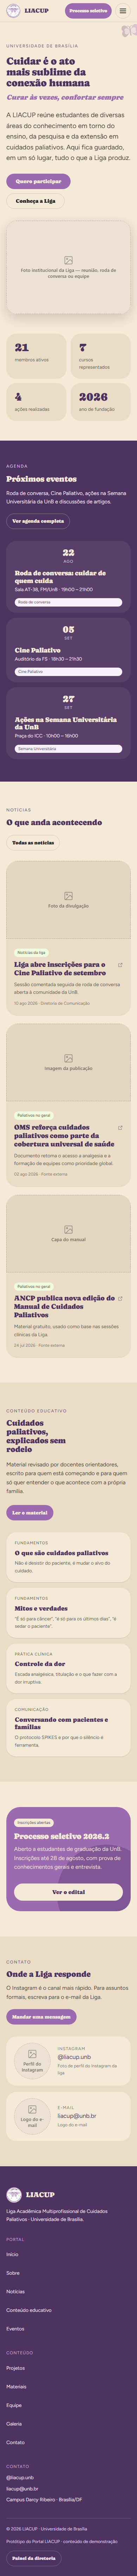 LIACUP
Processo seletivo
UNIVERSIDADE DE BRASÍLIA
Cuidar é o ato
mais sublime da
conexão humana
Curar às vezes, confortar sempre
A LIACUP reúne estudantes de
diversas áreas do conhecimento em torno do
ensino, da pesquisa e da extensão em
cuidados paliativos. Aqui fica guardado,
em um só lugar, o que a Liga produz.
Quero participar
Conheça a Liga
Foto institucional da Liga — reunião, roda de
conversa ou equipe
21
membros ativos
7
cursos
representados
4
ações realizadas
2026
ano de fundação
AGENDA
Próximos eventos
Roda de conversa, Cine Paliativo, ações na Semana
Universitária da UnB e assuntos diversos.
Ver agenda completa
22
AGO
Roda de conversa: cuidar de
quem cuida
Sala AT-38, FM/UnB · 19h00 – 21h00
Roda de conversa
05
SET
Cine Paliativo
Auditório da FS · 18h30 – 21h30
Cine Paliativo
27
SET
Ações na Semana Universitária
da UnB
Praça do ICC · 10h00 – 16h00
Semana Universitária
NOTÍCIAS
O que anda acontecendo
Todas as notícias
Foto da divulgação
Notícias da liga
Liga abre inscrições para o
Cine Paliativo de setembro
Sessão comentada seguida de roda de conversa
aberta à comunidade da UnB.
Imagem da publicação
Paliativos no geral
OMS reforça cuidados
paliativos como parte da
cobertura universal de saúde
Documento retoma o acesso a analgesia e a
formação de equipes como prioridade global.
02 ago 2026 · Fonte externa
Capa do manual
Paliativos no geral
ANCP publica nova edição do
Manual de Cuidados
Paliativos
Material gratuito, usado como base nas sessões
clínicas da Liga.
24 jul 2026 · Fonte externa
CONTEÚDO EDUCATIVO
Cuidados
paliativos,
explicados sem
rodeio
Material revisado por docentes orientadores,
escrito para quem está começando e para quem
só quer entender o que a equipe propôs para a
família.
Ler o material
FUNDAMENTOS
O que são cuidados paliativos
Não é desistir do paciente, é mudar o alvo do
cuidado.
FUNDAMENTOS
Mitos e verdades
"É só para câncer", "é só para os últimos dias", "é
sedar o paciente".
PRÁTICA CLÍNICA
Controle da dor
Escada analgésica, titulação e o que fazer com a
dor irruptiva.
COMUNICAÇÃO
Conversando com pacientes e
famílias
O protocolo SPIKES e por que o silêncio é
ferramenta.
Inscrições abertas
Processo seletivo 2026.2
Aberto a estudantes de graduação da UnB.
Inscrições até 28 de agosto, com prova de
conhecimentos gerais e entrevista.
Ver o edital
CONTATO
Onde a Liga responde
O Instagram é o canal mais rápido. Para assuntos
formais, escreva para o e-mail da Liga.
Mandar uma mensagem
Perfil do
Instagram
INSTAGRAM
@liacup.unb
Foto de perfil do Instagram da
liga
Logo do e-
mail
E-MAIL
liacup@unb.br
Logo do e-mail
LIACUP
Liga Acadêmica Multiprofissional de Cuidados
Paliativos · Universidade de Brasília.
PORTAL
Início
Sobre
Notícias
Conteúdo educativo
Eventos
CONTEÚDO
Projetos
Materiais
Equipe
Galeria
Contato
CONTATO
@liacup.unb
liacup@unb.br
Campus Darcy Ribeiro · Brasília/DF
© 2026 LIACUP · Universidade de Brasília
Protótipo do Portal LIACUP · conteúdo de demonstração
Painel da diretoria